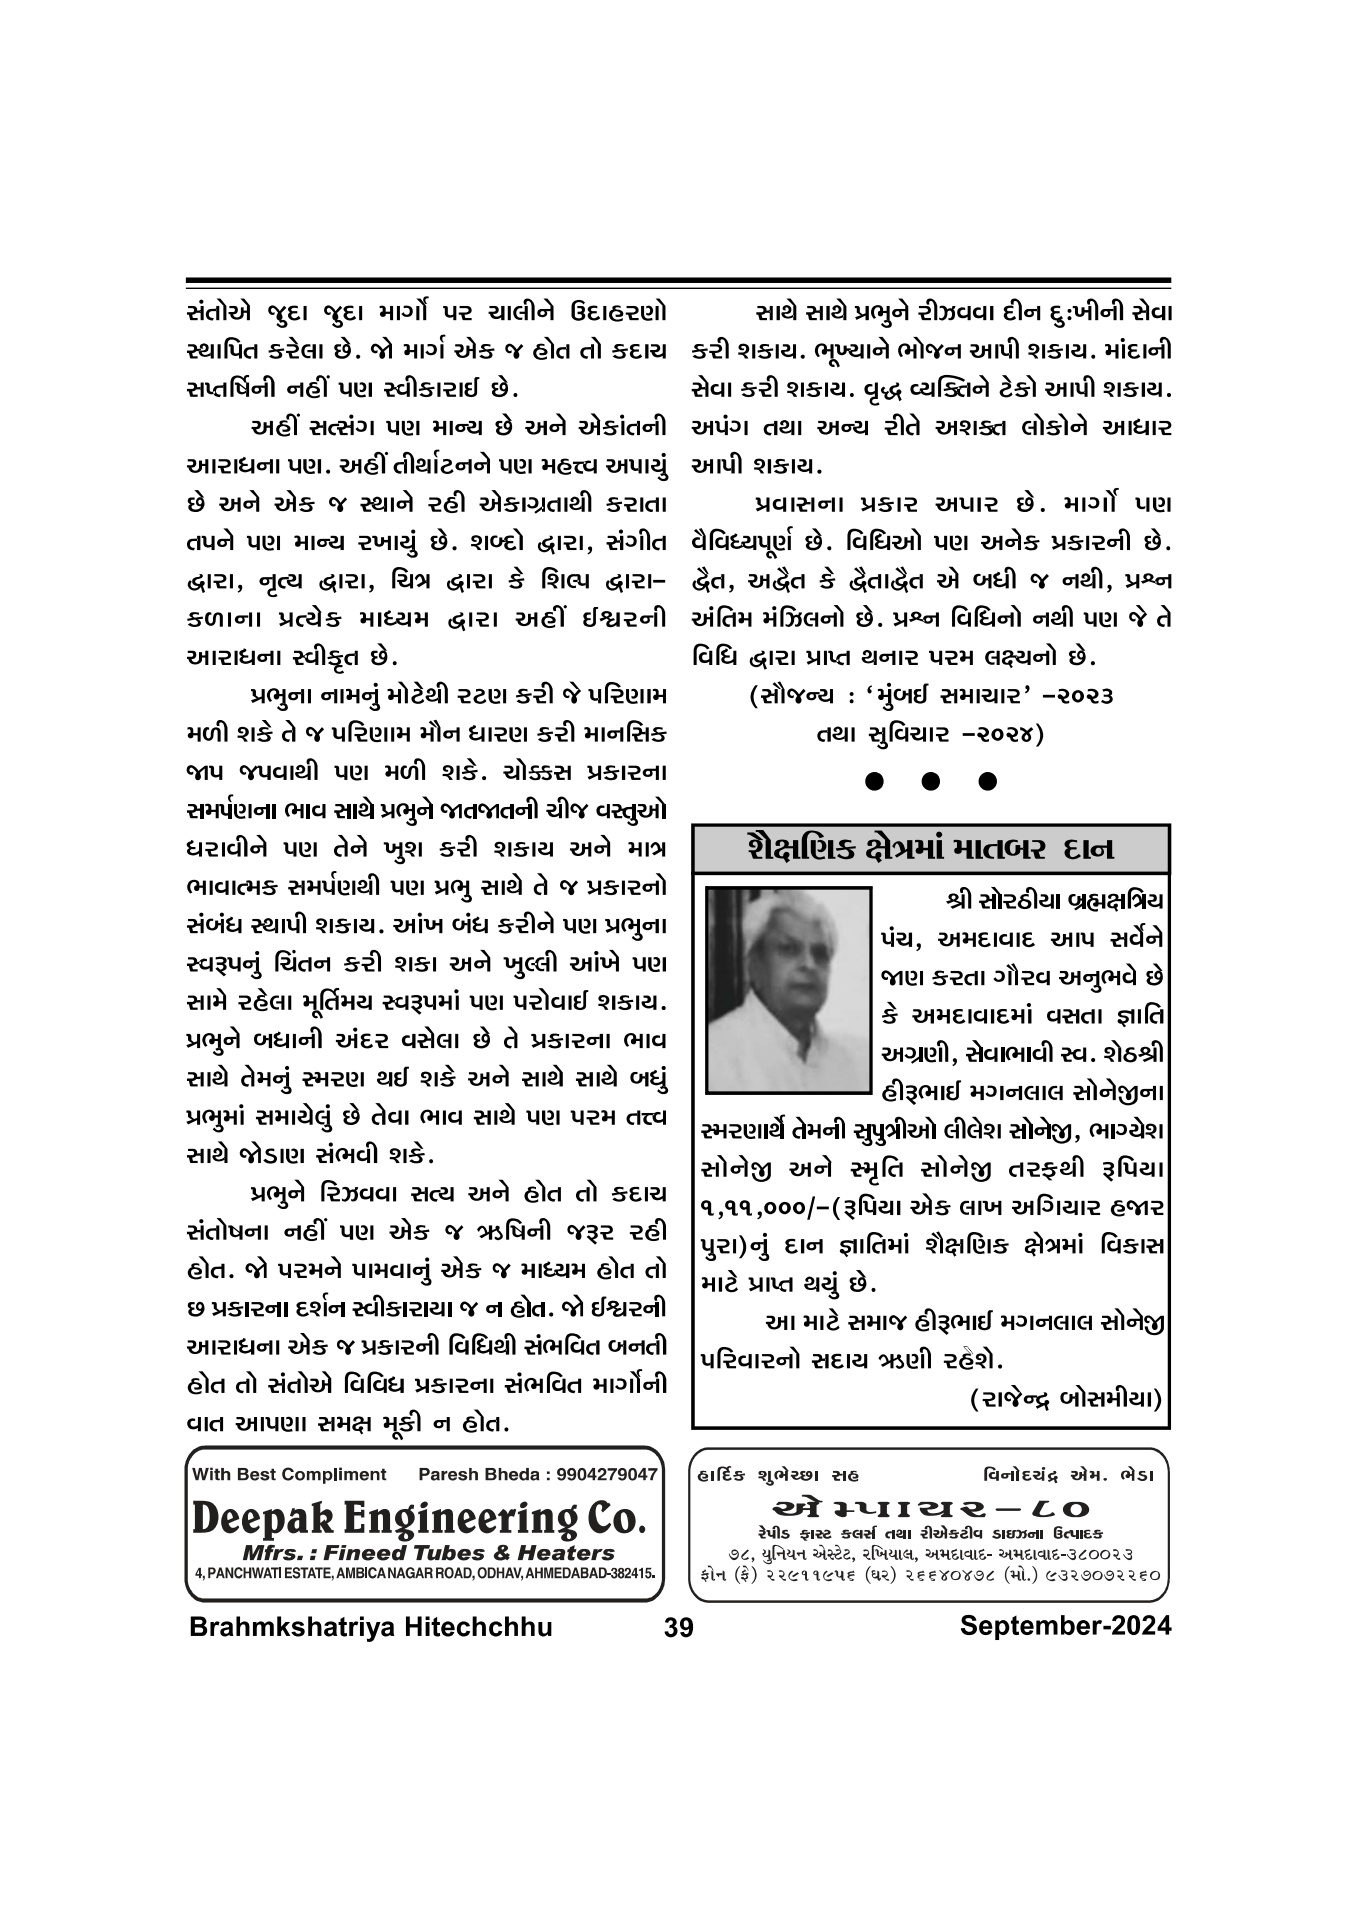 સંતોએ જુદા જુદા માર્ગો પર ચાલીને ઉદાહરણો
સ્થાપિત કરેલા છે. જો માર્ગ એક જ હોત તો કદાચ
સપ્તર્ષિની નહીં પણ સ્વીકારાઈ છે.
અહીં સત્સંગ પણ માન્ય છે અને એકાંતની
આરાધના પણ. અહીં તીર્થાટનને પણ મહત્ત્વ અપાયું
છે અને એક જ સ્થાને રહી એકાગ્રતાથી કરાતા
તપને પણ માન્ય રખાયું છે. શબ્દો દ્વારા, સંગીત
દ્વારા, નૃત્ય દ્વારા, ચિત્ર દ્વારા કે શિલ્પ દ્વારા–
કળાના પ્રત્યેક માધ્યમ દ્વારા અહીં ઈશ્વરની
આરાધના સ્વીકૃત છે.
પ્રભુના નામનું મોટેથી રટણ કરી જે પરિણામ
મળી શકે તે જ પરિણામ મૌન ધારણ કરી માનસિક
જાપ જપવાથી પણ મળી શકે. ચોક્કસ પ્રકારના
સમર્પણના ભાવ સાથે પ્રભુને જાતજાતની ચીજ વસ્તુઓ
ધરાવીને પણ તેને ખુશ કરી શકાય અને માત્ર
ભાવાત્મક સમર્પણથી પણ પ્રભુ સાથે તે જ પ્રકારનો
સંબંધ સ્થાપી શકાય. આંખ બંધ કરીને પણ પ્રભુના
સ્વરૂપનું ચિંતન કરી શકા અને ખુલ્લી આંખે પણ
સામે રહેલા મૂર્તિમય સ્વરૂપમાં પણ પરોવાઈ શકાય.
પ્રભુને બધાની અંદર વસેલા છે તે પ્રકારના ભાવ
સાથે તેમનું સ્મરણ થઈ શકે અને સાથે સાથે બધું
પ્રભુમાં સમાયેલું છે તેવા ભાવ સાથે પણ પરમ તત્ત્વ
સાથે જોડાણ સંભવી શકે.
પ્રભુને રિઝવવા સત્ય અને હોત તો કદાચ
સંતોષના નહીં પણ એક જ ઋષિની જરૂર રહી
હોત. જો પરમને પામવાનું એક જ માધ્યમ હોત તો
છ પ્રકારના દર્શન સ્વીકારાયા જ ન હોત. જો ઈશ્વરની
આરાધના એક જ પ્રકારની વિધિથી સંભવિત બનતી
હોત તો સંતોએ વિવિધ પ્રકારના સંભવિત માર્ગોની
વાત આપણા સમક્ષ મૂકી ન હોત.
સાથે સાથે પ્રભુને રીઝવવા દીન દુઃખીની સેવા
કરી શકાય. ભૂખ્યાને ભોજન આપી શકાય. માંદાની
સેવા કરી શકાય. વૃદ્ધ વ્યક્તિને ટેકો આપી શકાય.
અપંગ તથા અન્ય રીતે અશક્ત લોકોને આધાર
આપી શકાય.
પ્રવાસના પ્રકાર અપાર છે. માર્ગો પણ
વૈવિધ્યપૂર્ણ છે. વિધિઓ પણ અનેક પ્રકારની છે.
દ્વૈત, અદ્વૈત કે દ્વૈતાદ્વૈત એ બધી જ નથી, પ્રશ્ન
અંતિમ મંઝિલનો છે. પ્રશ્ન વિધિનો નથી પણ જે તે
વિધિ દ્વારા પ્રાપ્ત થનાર પરમ લક્ષ્યનો છે.
(સૌજન્ય : ‘મુંબઈ સમાચાર’ –૨૦૨૩
તથા સુવિચાર –૨૦૨૪)
● ● ●
શૈક્ષણિક ક્ષેત્રમાં માતબર દાન
શ્રી સોરઠીયા બ્રહ્મક્ષત્રિય
પંચ, અમદાવાદ આપ સર્વેને
જાણ કરતા ગૌરવ અનુભવે છે
કે અમદાવાદમાં વસતા જ્ઞાતિ
અગ્રણી, સેવાભાવી સ્વ. શેઠશ્રી
હીરૂભાઈ મગનલાલ સોનેજીના
સ્મરણાર્થે તેમની સુપુત્રીઓ લીલેશ સોનેજી, ભાગ્યેશ
સોનેજી અને સ્મૃતિ સોનેજી તરફથી રૂપિયા
૧,૧૧,૦૦૦/–(રૂપિયા એક લાખ અગિયાર હજાર
પુરા)નું દાન જ્ઞાતિમાં શૈક્ષણિક ક્ષેત્રમાં વિકાસ
માટે પ્રાપ્ત થયું છે.
આ માટે સમાજ હીરૂભાઈ મગનલાલ સોનેજી
પરિવારનો સદાય ઋણી રહેશે.
(રાજેન્દ્ર બોસમીયા)
With Best Compliment Paresh Bheda : 9904279047
Deepak Engineering Co.
Mfrs. : Fineed Tubes & Heaters
4, PANCHWATI ESTATE, AMBICA NAGAR ROAD, ODHAV, AHMEDABAD-382415.
હાર્દિક શુભેચ્છા સહ વિનોદચંદ્ર એમ. ભેડા
એમ્પાયર–૮૦
રેપીડ ફાસ્ટ કલર્સ તથા રીએકટીવ ડાઇઝના ઉત્પાદક
૭૮, યુનિયન એસ્ટેટ, રખિયાલ, અમદાવાદ- અમદાવાદ-૩૮૦૦૨૩
ફોન (ફે) ૨૨૯૧૧૯૫૬ (ઘર) ૨૬૬૪૦૪૭૮ (મો.) ૯૩૨૭૦૭૨૨૬૦
Brahmkshatriya Hitechchhu 39 September-2024